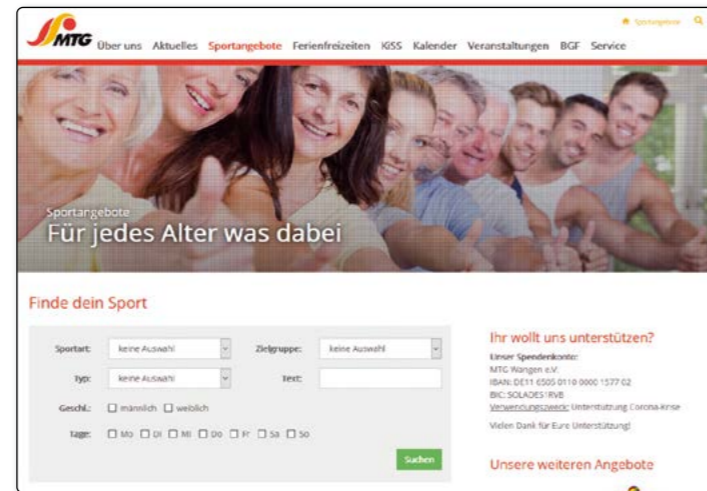 Sportangebote
MTG
Über uns Aktuelles Sportangebote Ferienfreizeiten KiSS Kalender Veranstaltungen BGF Service
Sportangebote
Für jedes Alter was dabei
Finde dein Sport
Sportart: keine Auswahl Zielgruppe: keine Auswahl
Typ: keine Auswahl Text:
Geschl.: männlich weiblich
Tage: Mo Di Mi Do Fr Sa So
Suchen
Ihr wollt uns unterstützen?
Unser Spendenkonto:
MTG Wangen e.V.
IBAN: DE11 6505 0110 0000 1577 02
BIC: SOLADES1RVB
Verwendungszweck: Unterstützung Corona-Krise
Vielen Dank für Eure Unterstützung!
Unsere weiteren Angebote